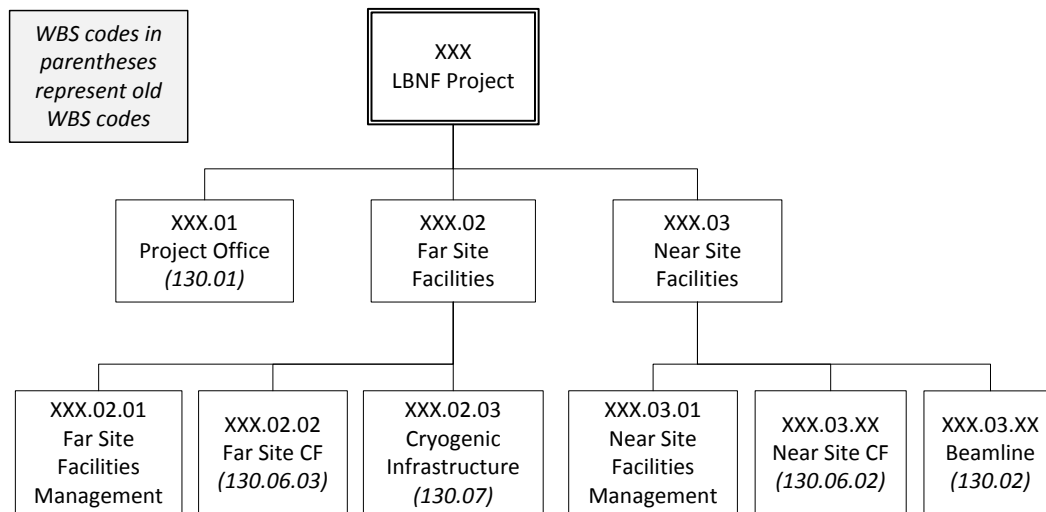 WBS codes in
parentheses
represent old
WBS codes
XXX
LBNF Project
XXX.01
Project Office
(130.01)
XXX.02
Far Site
Facilities
XXX.03
Near Site
Facilities
XXX.02.01
Far Site
Facilities
Management
XXX.02.02
Far Site CF
(130.06.03)
XXX.02.03
Cryogenic
Infrastructure
(130.07)
XXX.03.01
Near Site
Facilities
Management
XXX.03.XX
Near Site CF
(130.06.02)
XXX.03.XX
Beamline
(130.02)